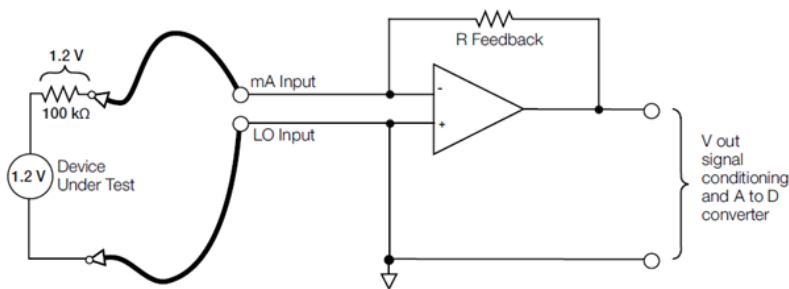 1.2 V
100 kΩ
1.2 V
Device
Under Test
mA Input
LO Input
R Feedback
-
+
V out
signal
conditioning
and A to D
converter